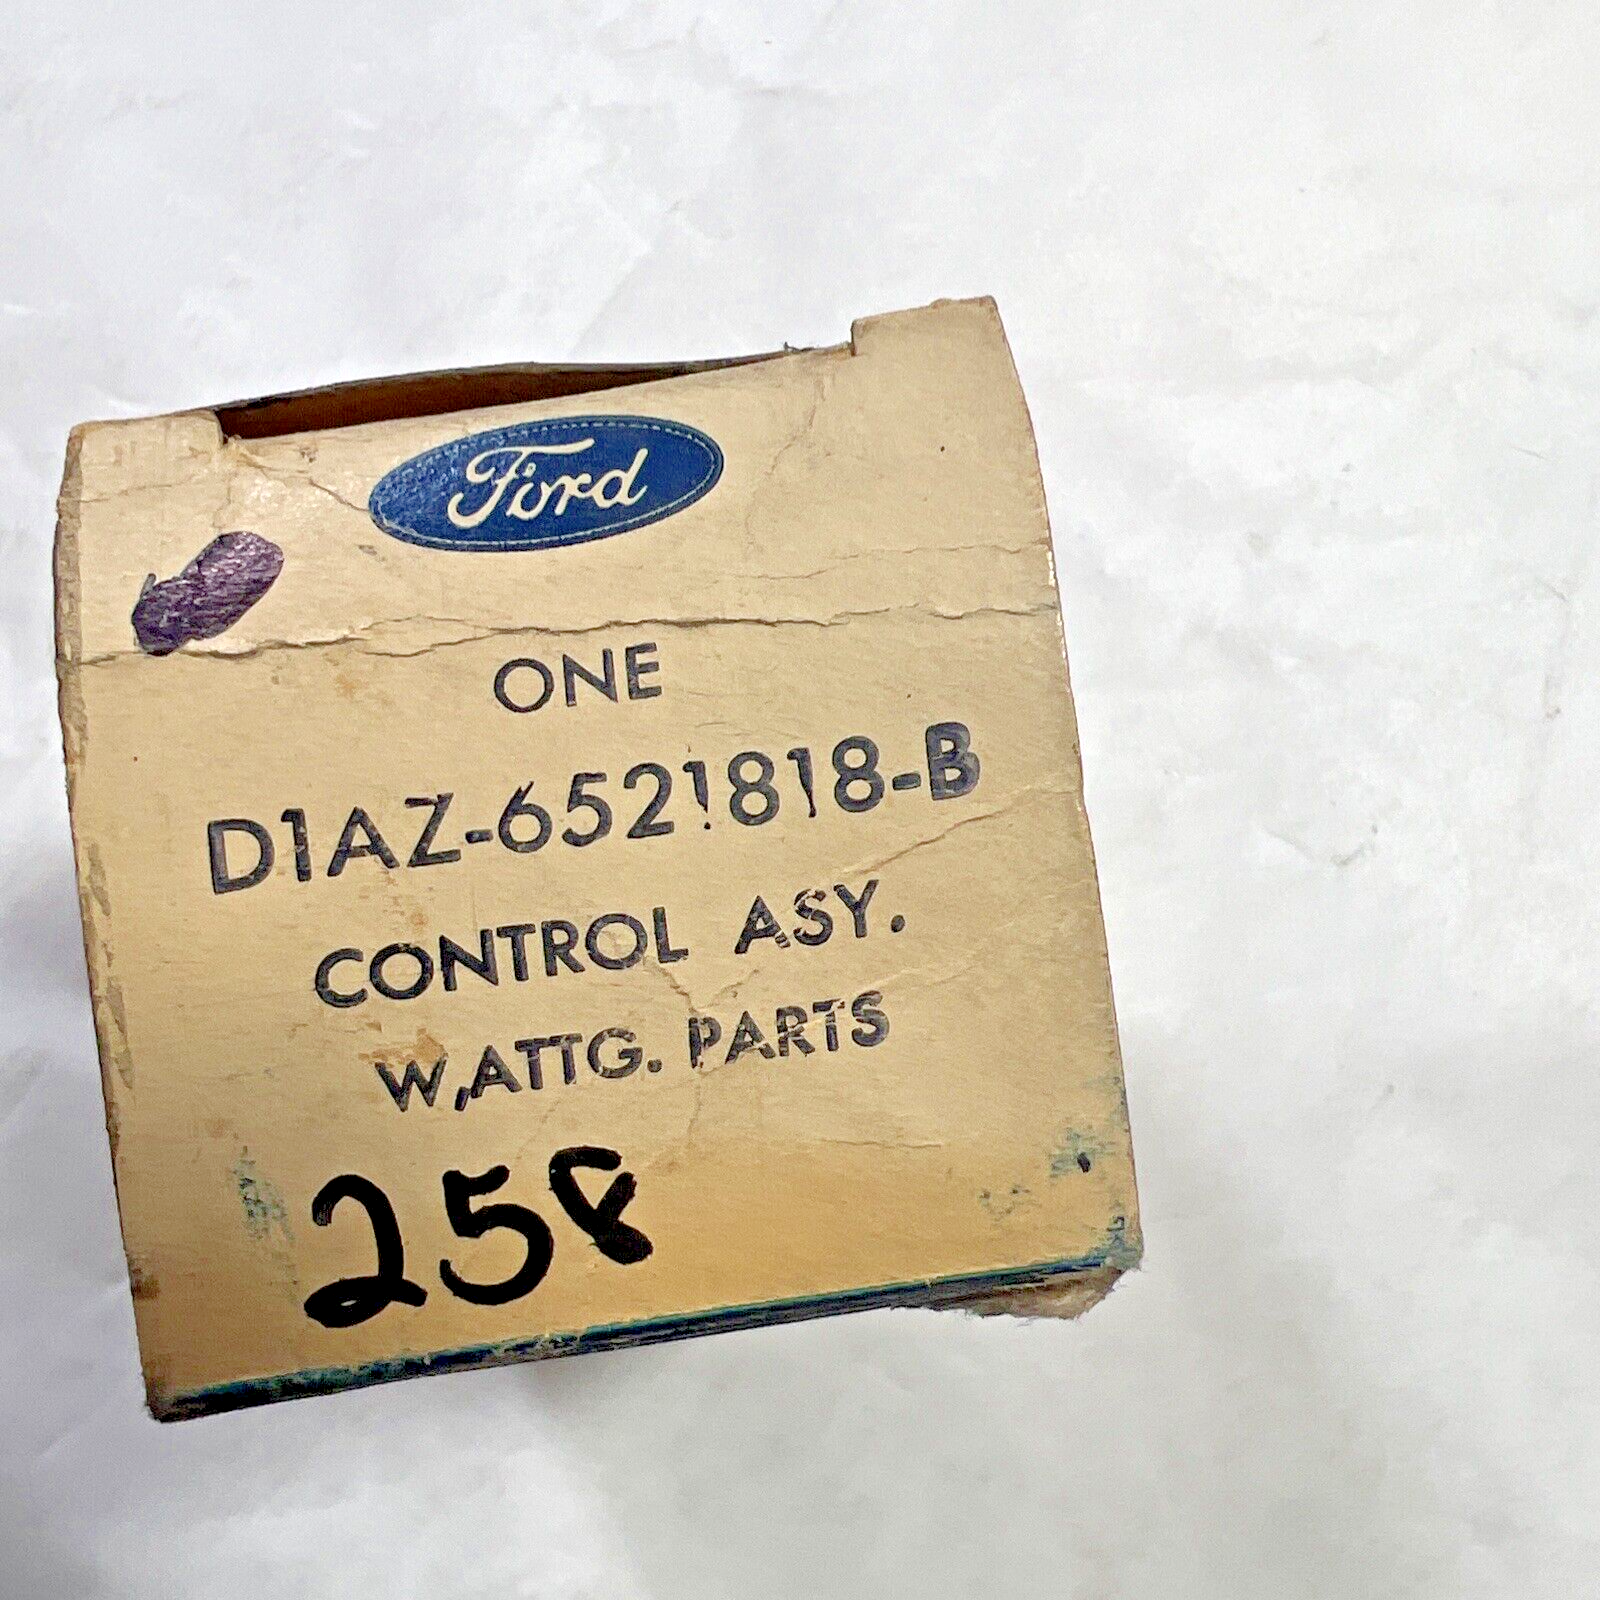 Ford
ONE
D1AZ-6521818-B
CONTROL ASY.
W,ATTG. PARTS
258